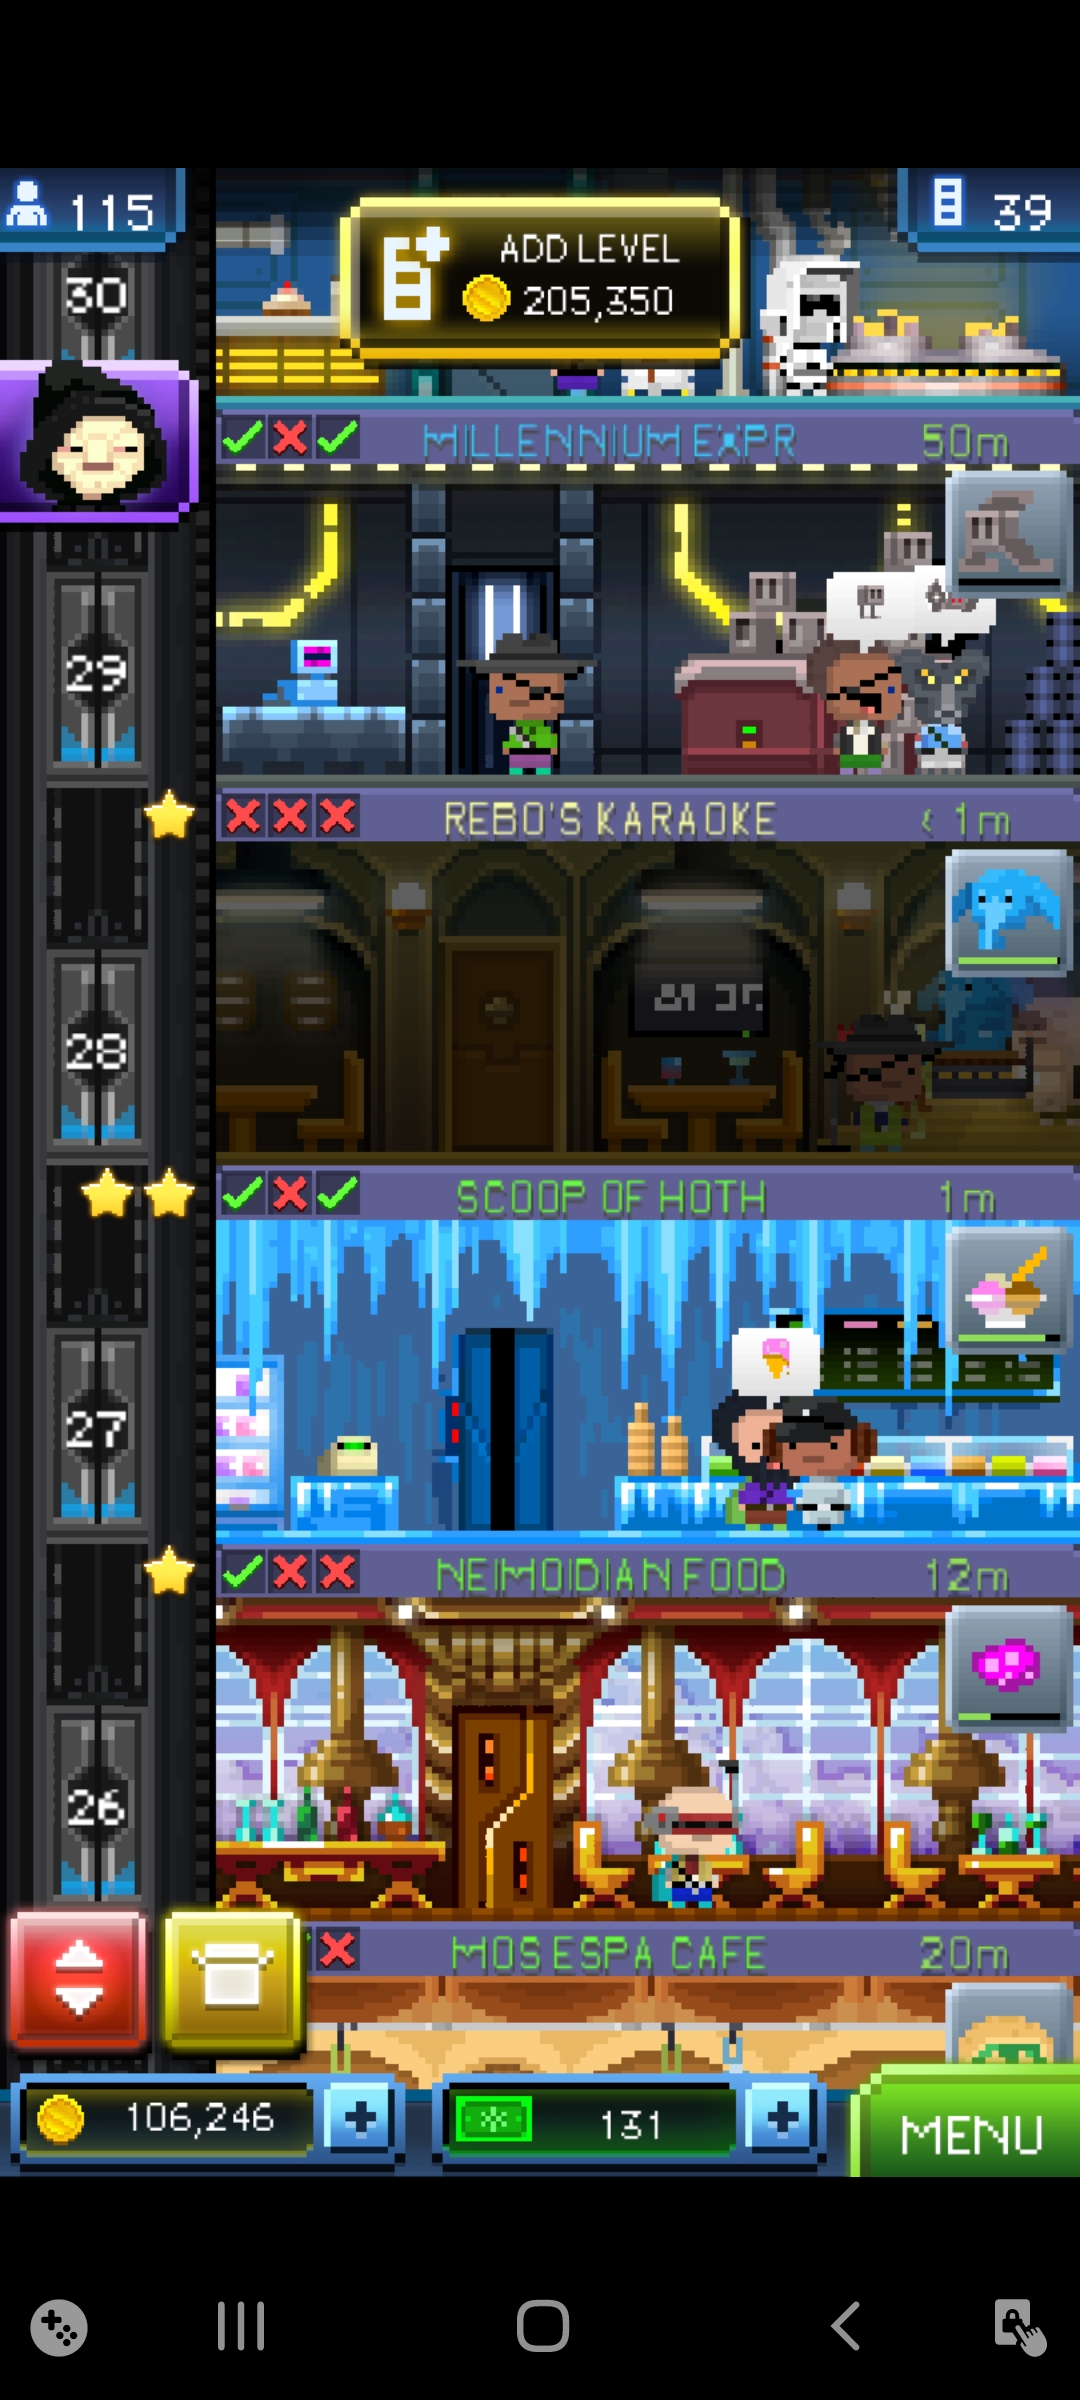 115
ADD LEVEL
205,350
39
30
MILLENNIUM EXPR 50m
29
REBO'S KARAOKE < 1m
28
SCOOP OF HOTH 1m
27
NEIMOIDIAN FOOD 12m
26
MOS ESPA CAFE 20m
106,246
131
MENU